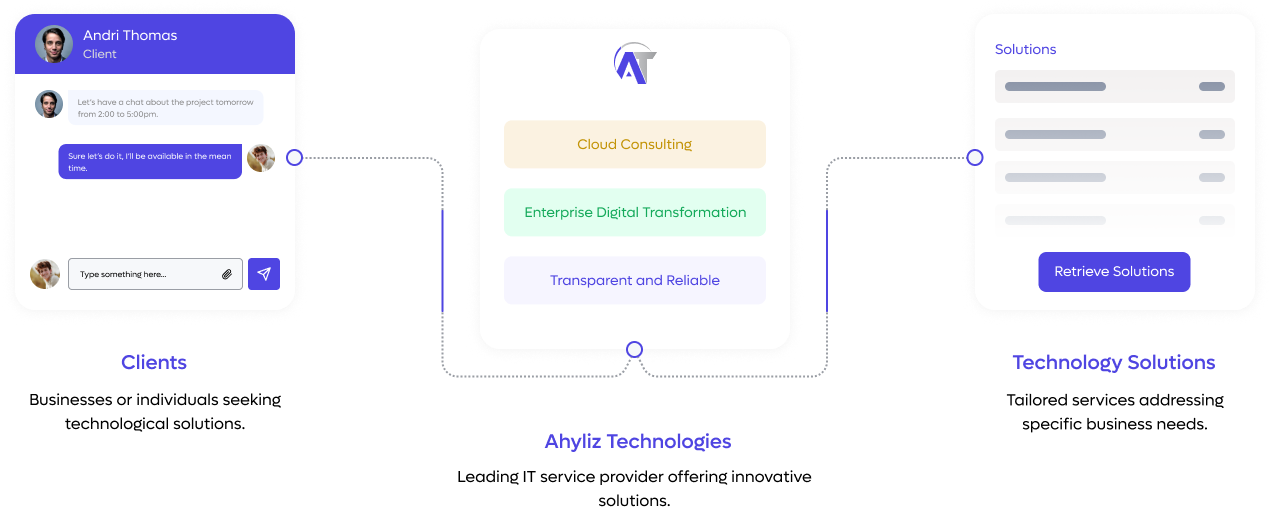 Andri Thomas
Client
Let's have a chat about the project tomorrow
from 2:00 to 5:00pm.
Sure let's do it, I'll be available in the mean
time.
Type something here...
Clients
Businesses or individuals seeking
technological solutions.
AT
Cloud Consulting
Enterprise Digital Transformation
Transparent and Reliable
Ahyliz Technologies
Leading IT service provider offering innovative
solutions.
Solutions
Retrieve Solutions
Technology Solutions
Tailored services addressing
specific business needs.